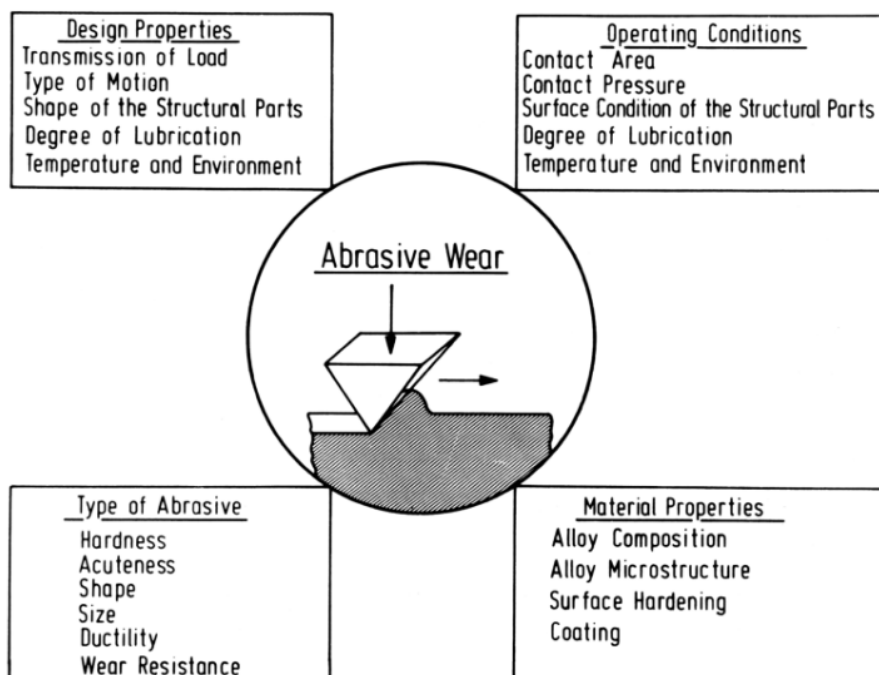 Design Properties
Transmission of Load
Type of Motion
Shape of the Structural Parts
Degree of Lubrication
Temperature and Environment
Operating Conditions
Contact Area
Contact Pressure
Surface Condition of the Structural Parts
Degree of Lubrication
Temperature and Environment
Abrasive Wear
Type of Abrasive
Hardness
Acuteness
Shape
Size
Ductility
Wear Resistance
Material Properties
Alloy Composition
Alloy Microstructure
Surface Hardening
Coating